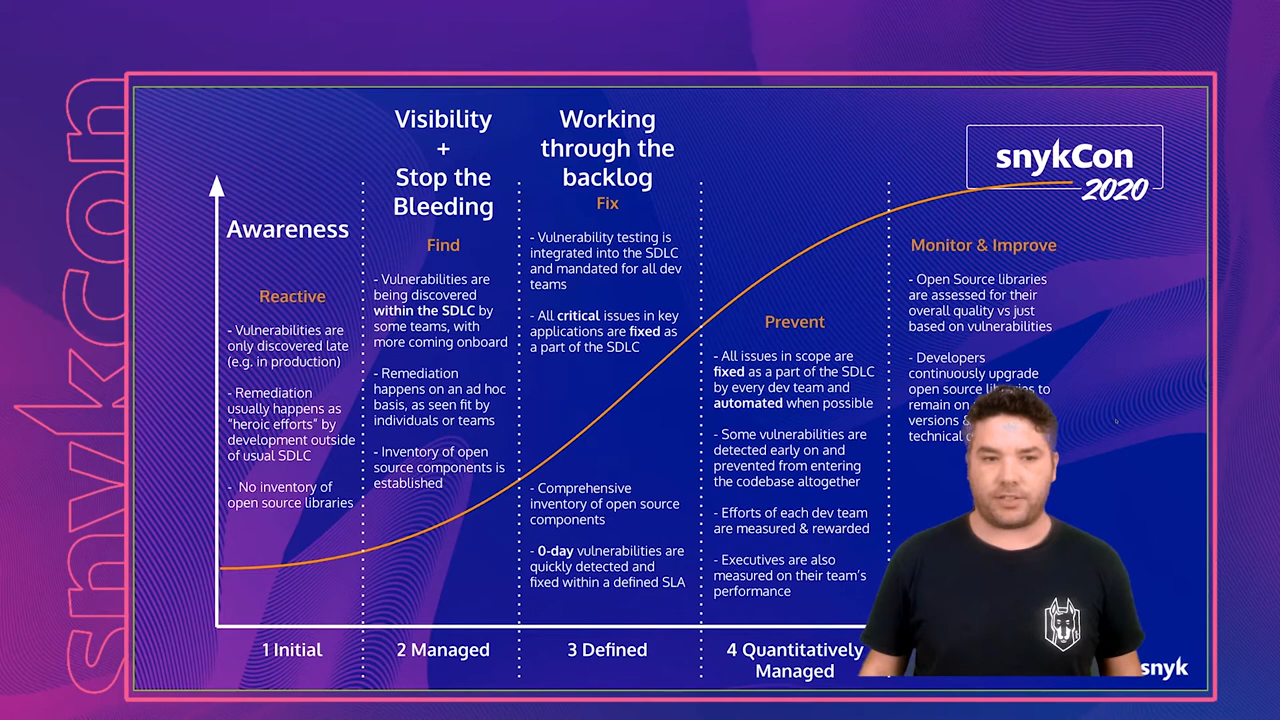 snykcon
snykCon
2020
Awareness
Reactive
- Vulnerabilities are
only discovered late
(e.g. in production)
- Remediation
usually happens as
"heroic efforts" by
development outside
of usual SDLC
- No inventory of
open source libraries
1 Initial
Visibility
+
Stop the
Bleeding
Find
- Vulnerabilities are
being discovered
within the SDLC by
some teams, with
more coming onboard
- Remediation
happens on an ad hoc
basis, as seen fit by
individuals or teams
- Inventory of open
source components is
established
2 Managed
Working
through the
backlog
Fix
- Vulnerability testing is
integrated into the SDLC
and mandated for all dev
teams
- All critical issues in key
applications are fixed as
a part of the SDLC
- Comprehensive
inventory of open source
components
- 0-day vulnerabilities are
quickly detected and
fixed within a defined SLA
3 Defined
Prevent
- All issues in scope are
fixed as a part of the SDLC
by every dev team and
automated when possible
- Some vulnerabilities are
detected early on and
prevented from entering
the codebase altogether
- Efforts of each dev team
are measured & rewarded
- Executives are also
measured on their team's
performance
4 Quantitatively
Managed
Monitor & Improve
- Open Source libraries
are assessed for their
overall quality vs just
based on vulnerabilities
- Developers
continuously upgrade
open source to
remain on
versions &
technical
snyk